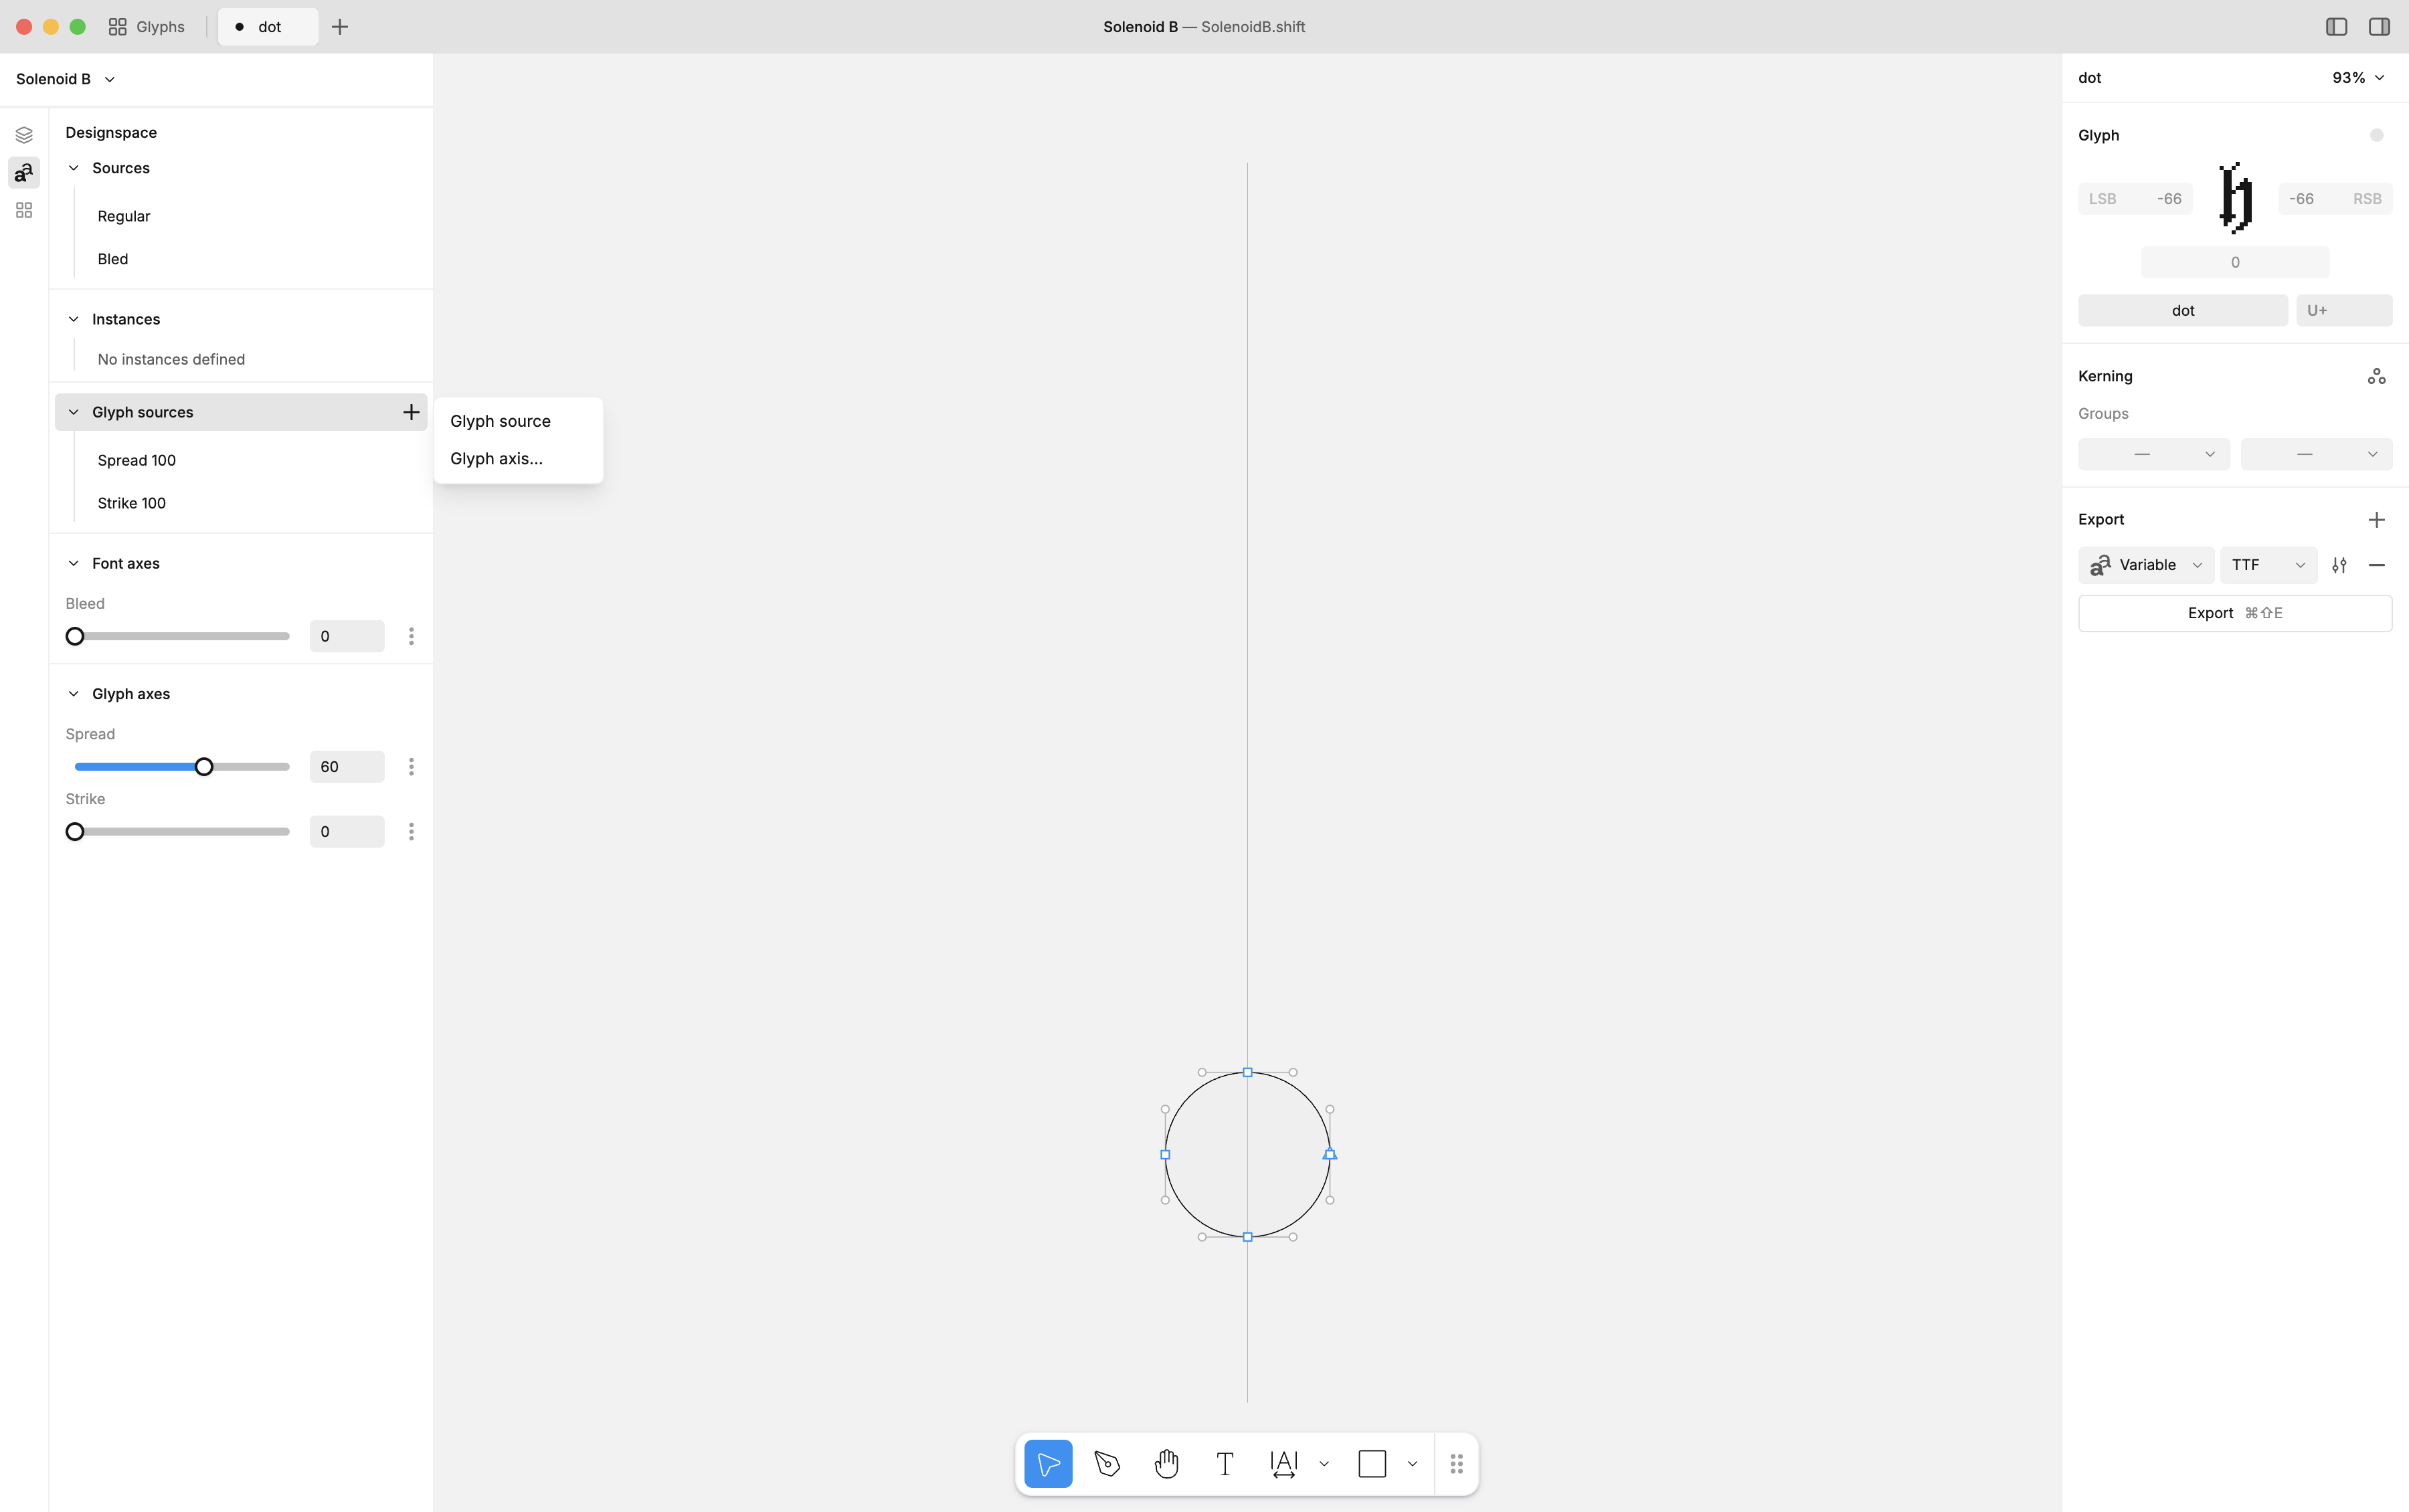 Glyphs
dot
Solenoid B — SolenoidB.shift
Solenoid B
Designspace
Sources
Regular
Bled
Instances
No instances defined
Glyph sources
Spread 100
Strike 100
Glyph source
Glyph axis...
Font axes
Bleed
0
Glyph axes
Spread
60
Strike
0
dot
93%
Glyph
LSB -66
-66 RSB
0
dot
U+
Kerning
Groups
—
—
Export
Variable
TTF
Export ⌘⇧E